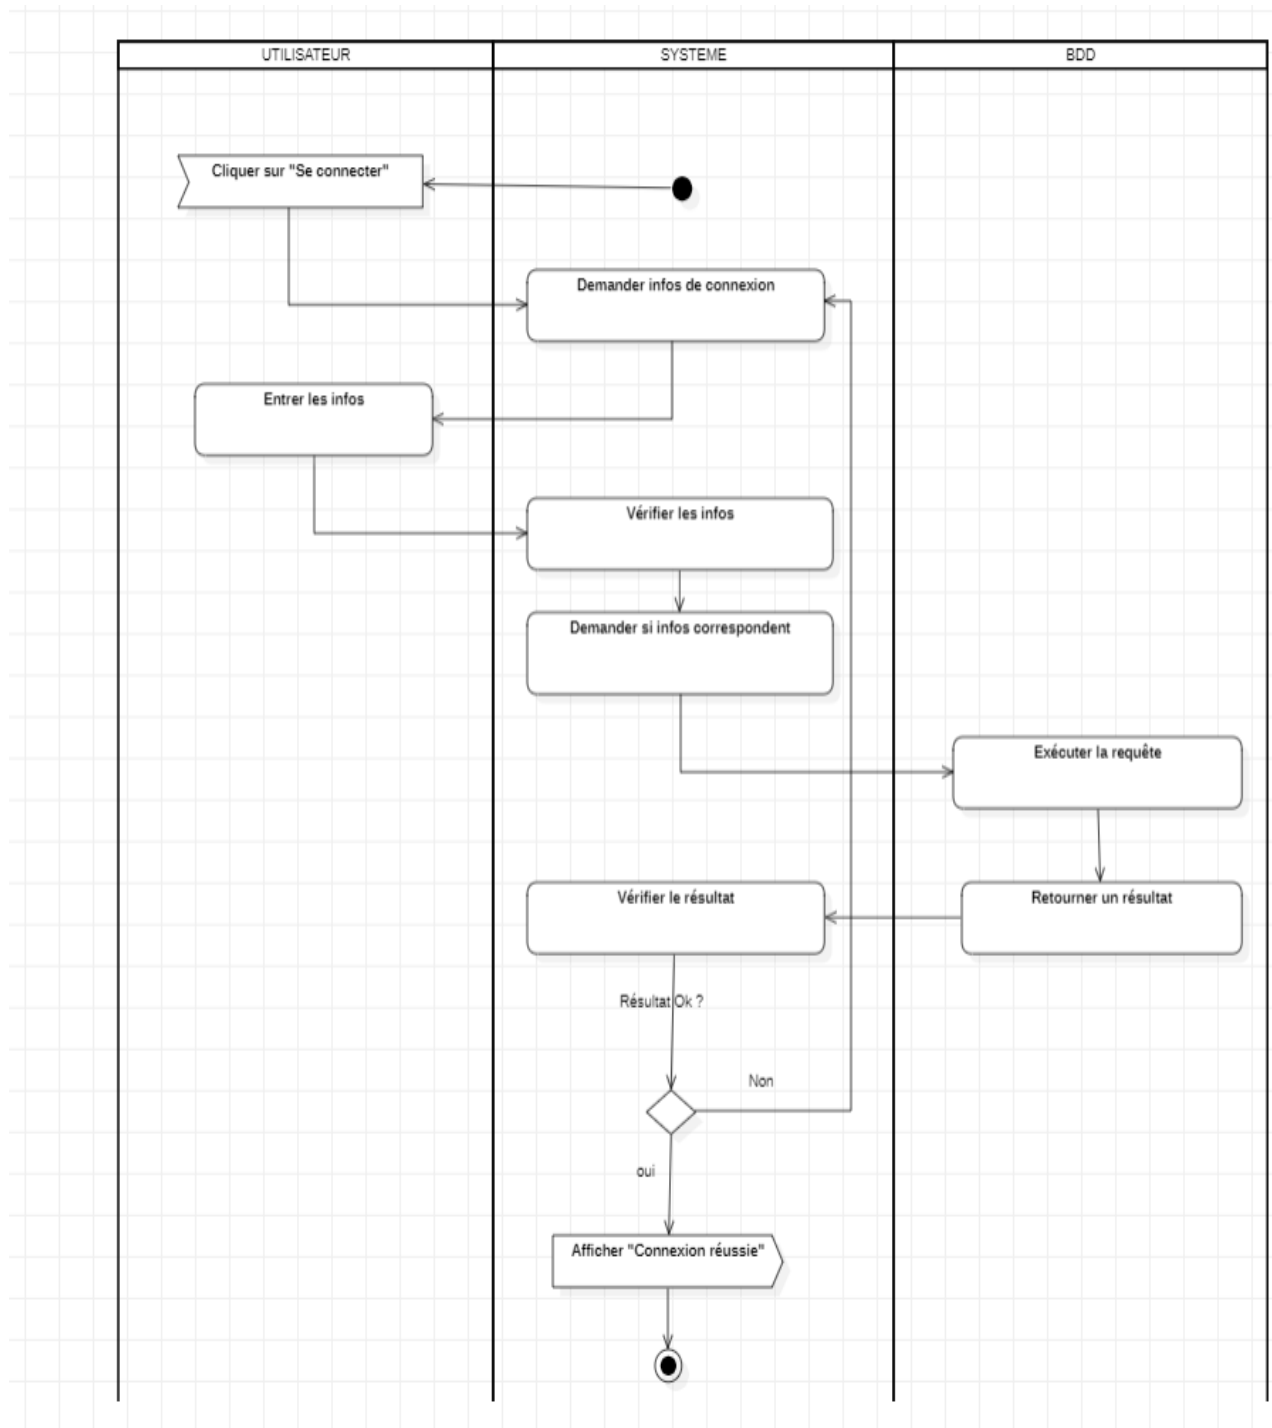 UTILISATEUR
SYSTEME
BDD
Cliquer sur "Se connecter"
Demander infos de connexion
Entrer les infos
Vérifier les infos
Demander si infos correspondent
Exécuter la requête
Vérifier le résultat
Retourner un résultat
Résultat Ok ?
Non
oui
Afficher "Connexion réussie"